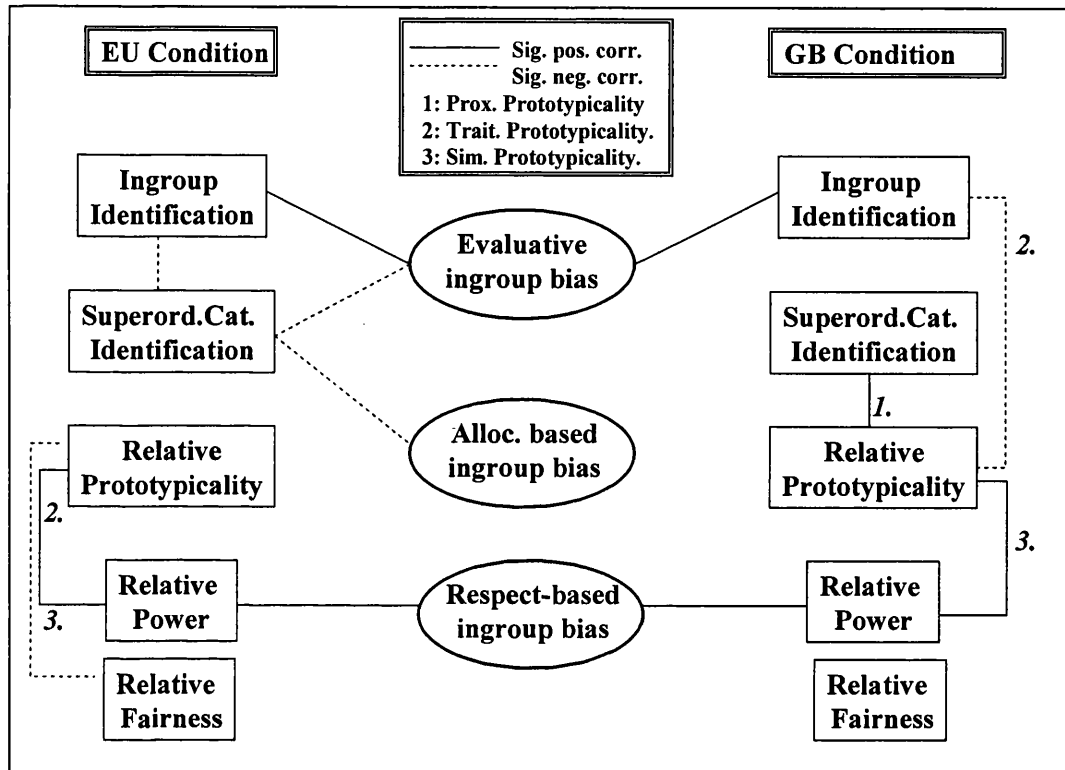 EU Condition
Sig. pos. corr.
Sig. neg. corr.
1: Prox. Prototypicality
2: Trait. Prototypicality.
3: Sim. Prototypicality.
GB Condition
Ingroup
Identification
Evaluative
ingroup bias
Ingroup
Identification
2.
Superord.Cat.
Identification
Superord.Cat.
Identification
1.
Relative
Prototypicality
Alloc. based
ingroup bias
Relative
Prototypicality
2.
3.
Relative
Power
3.
Respect-based
ingroup bias
Relative
Power
Relative
Fairness
Relative
Fairness